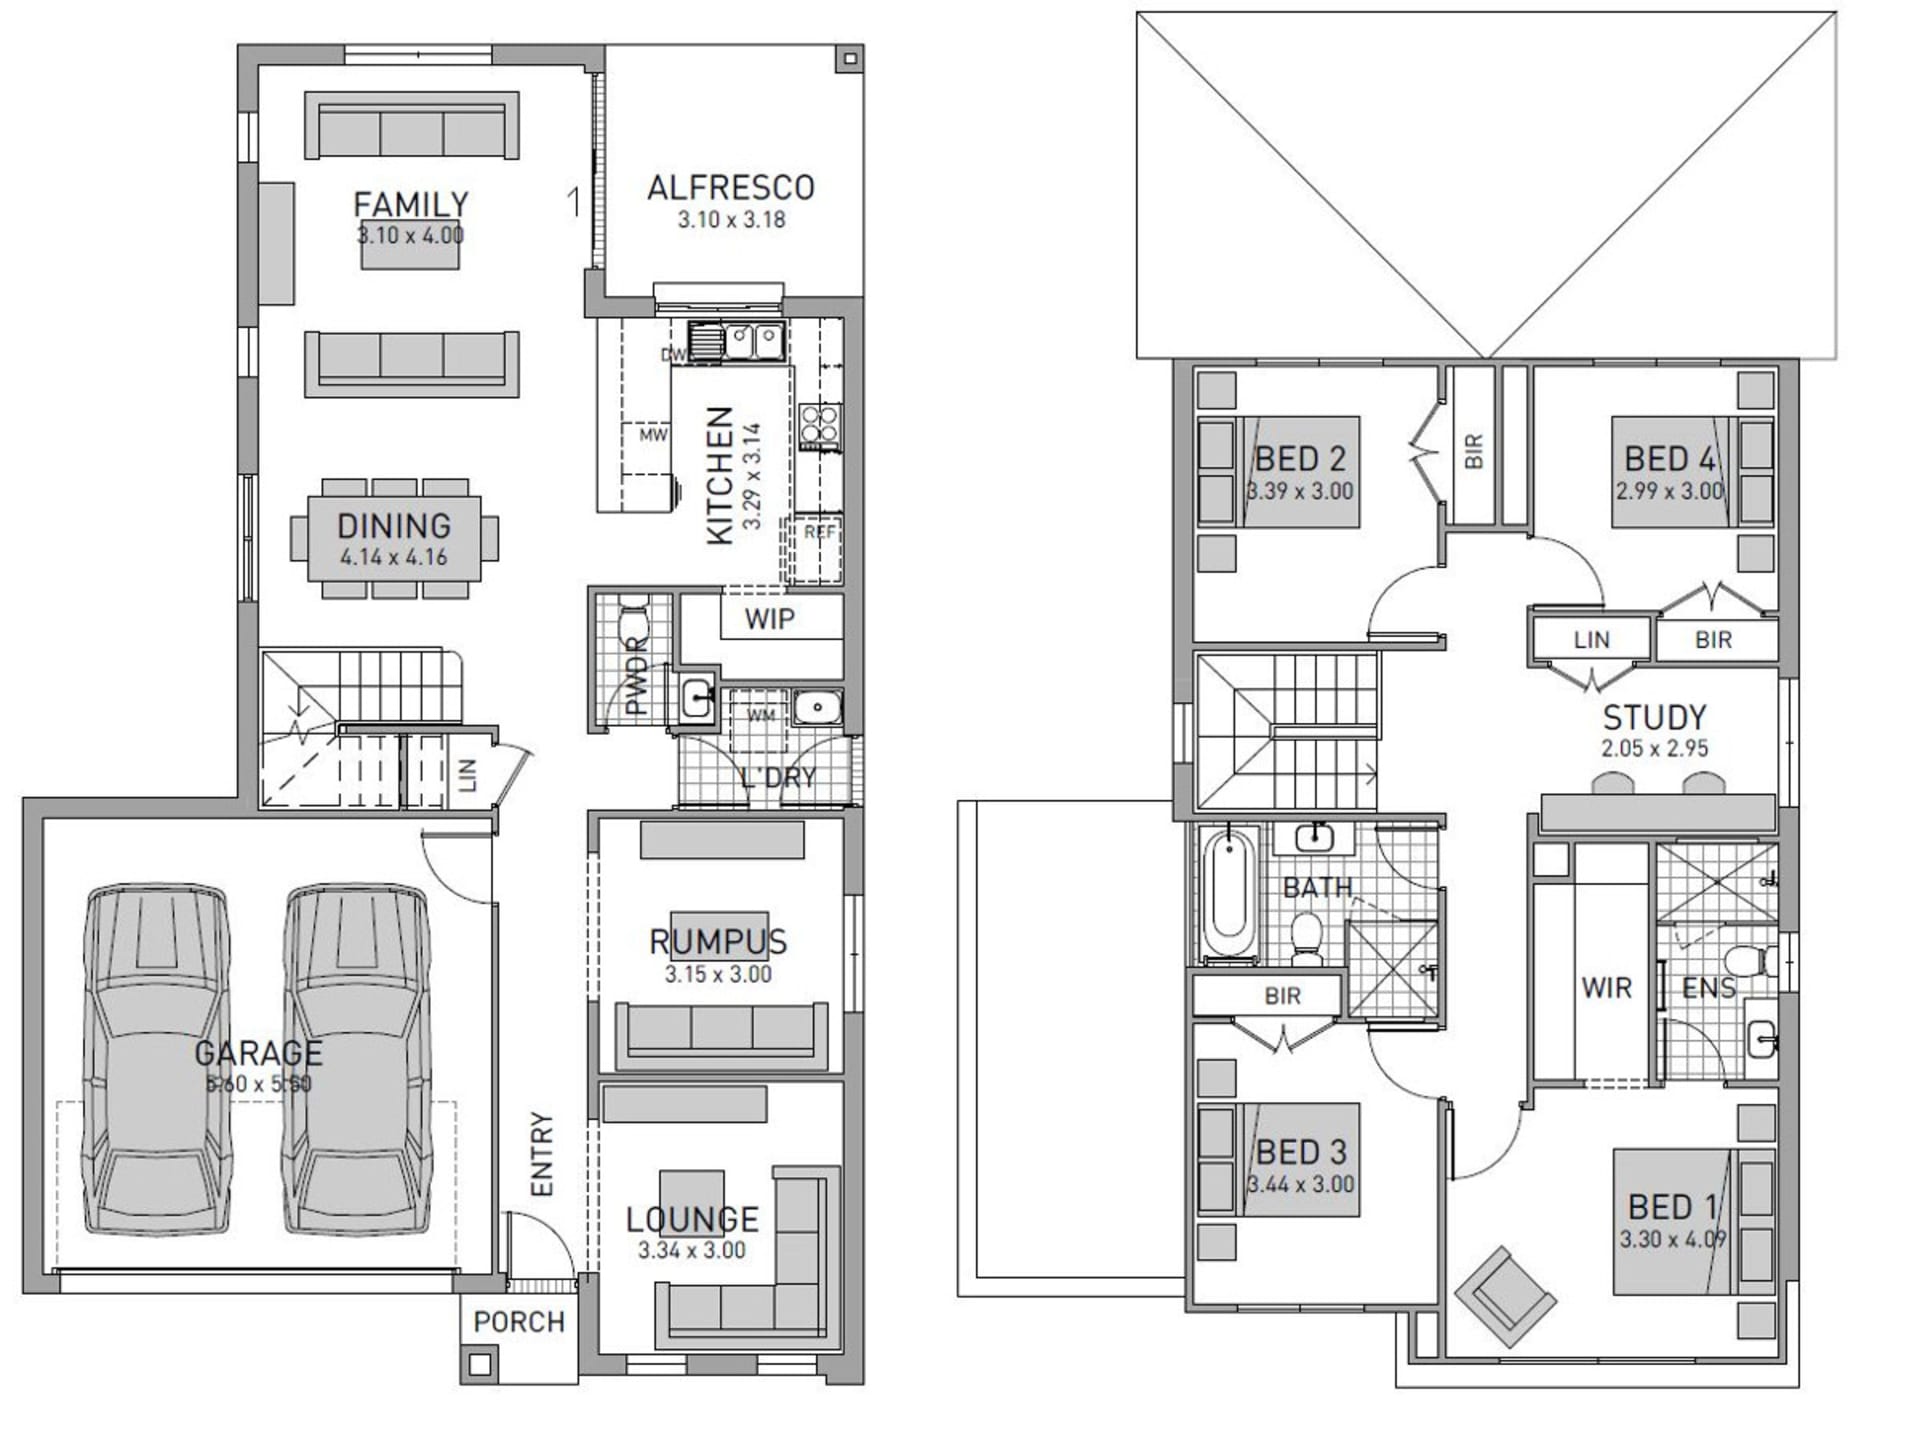 FAMILY
3.10 x 4.00
1
ALFRESCO
3.10 x 3.18
DW
MW
KITCHEN
3.29 x 3.14
REF
DINING
4.14 x 4.16
WIP
PWDR
WM
L'DRY
LIN
RUMPUS
3.15 x 3.00
GARAGE
5.60 x 5.50
ENTRY
LOUNGE
3.34 x 3.00
PORCH
BED 2
3.39 x 3.00
BIR
BED 4
2.99 x 3.00
LIN
BIR
STUDY
2.05 x 2.95
BATH
BIR
WIR
ENS
BED 3
3.44 x 3.00
BED 1
3.30 x 4.09